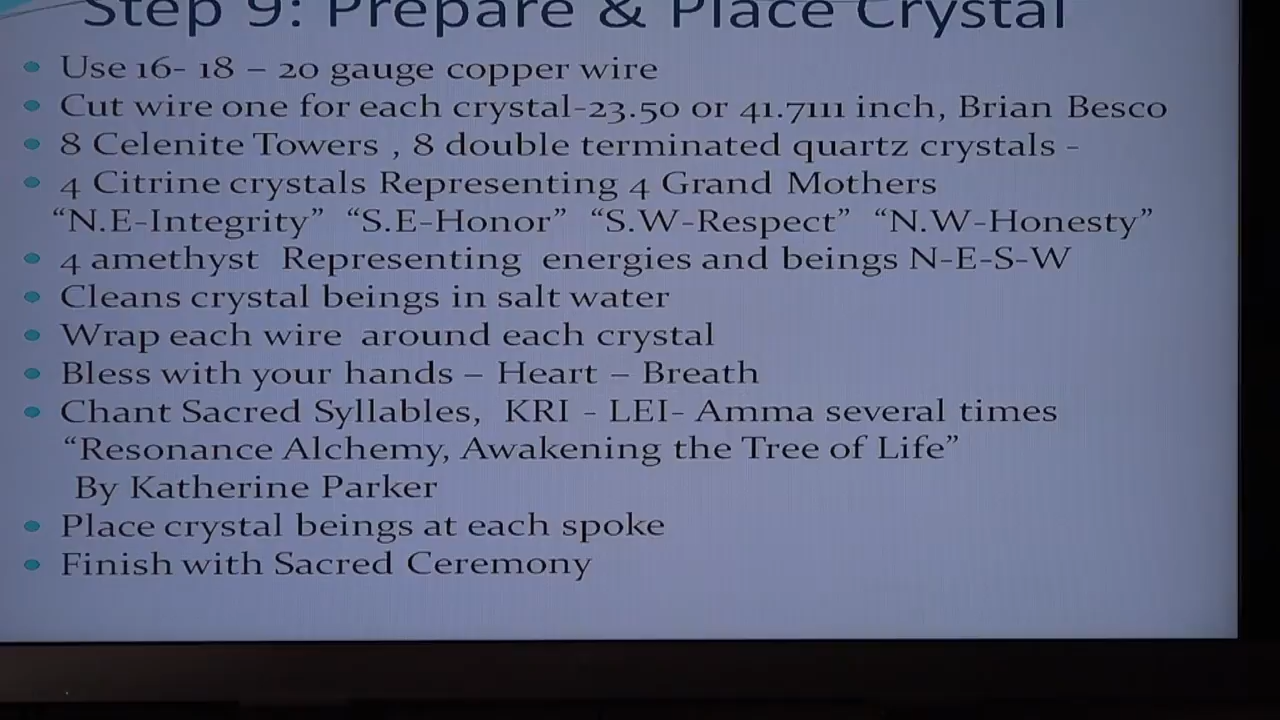 Step 9: Prepare & Place Crystal
Use 16- 18 – 20 gauge copper wire
Cut wire one for each crystal-23.50 or 41.7111 inch, Brian Besco
8 Celenite Towers , 8 double terminated quartz crystals -
4 Citrine crystals Representing 4 Grand Mothers
“N.E-Integrity” “S.E-Honor” “S.W-Respect” “N.W-Honesty”
4 amethyst Representing energies and beings N-E-S-W
Cleans crystal beings in salt water
Wrap each wire around each crystal
Bless with your hands – Heart – Breath
Chant Sacred Syllables, KRI - LEI- Amma several times
“Resonance Alchemy, Awakening the Tree of Life”
By Katherine Parker
Place crystal beings at each spoke
Finish with Sacred Ceremony